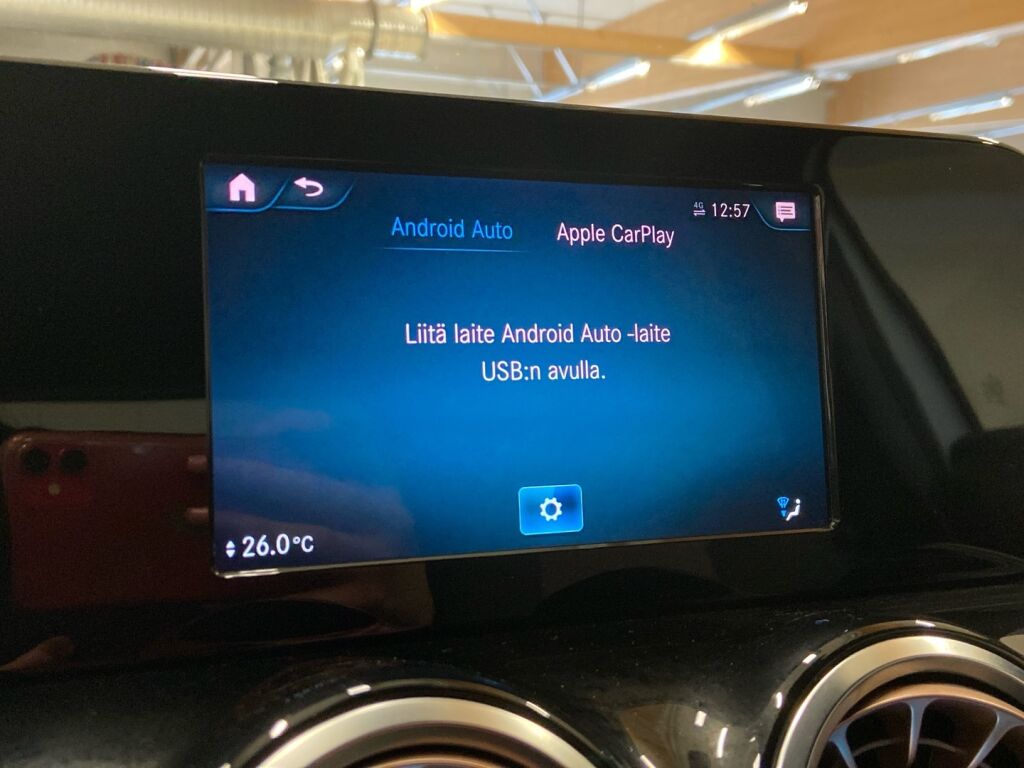 4G 12:57
Android Auto Apple CarPlay
Liitä laite Android Auto -laite
USB:n avulla.
26.0°C